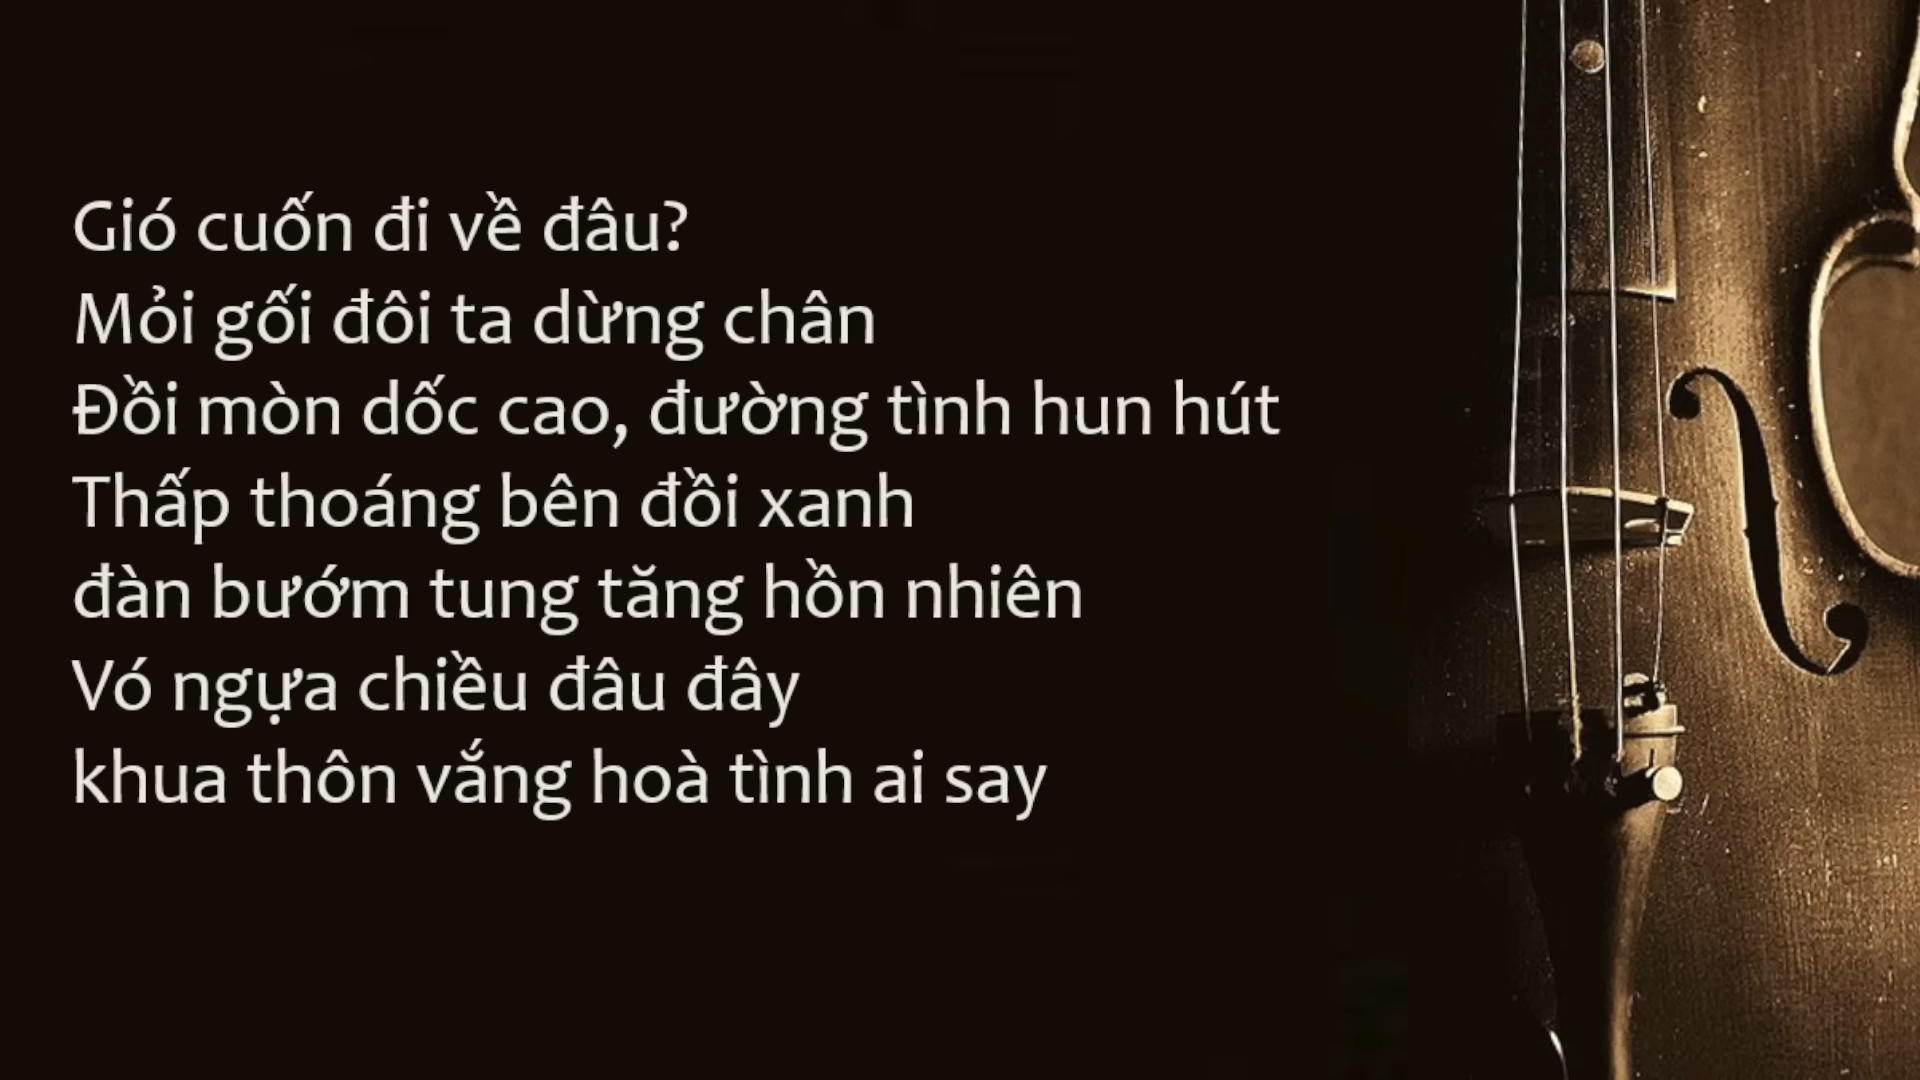 Gió cuốn đi về đâu?
Mỏi gối đôi ta dừng chân
Đồi mòn dốc cao, đường tình hun hút
Thấp thoáng bên đồi xanh
đàn bướm tung tăng hồn nhiên
Vó ngựa chiều đâu đây
khua thôn vắng hoà tình ai say